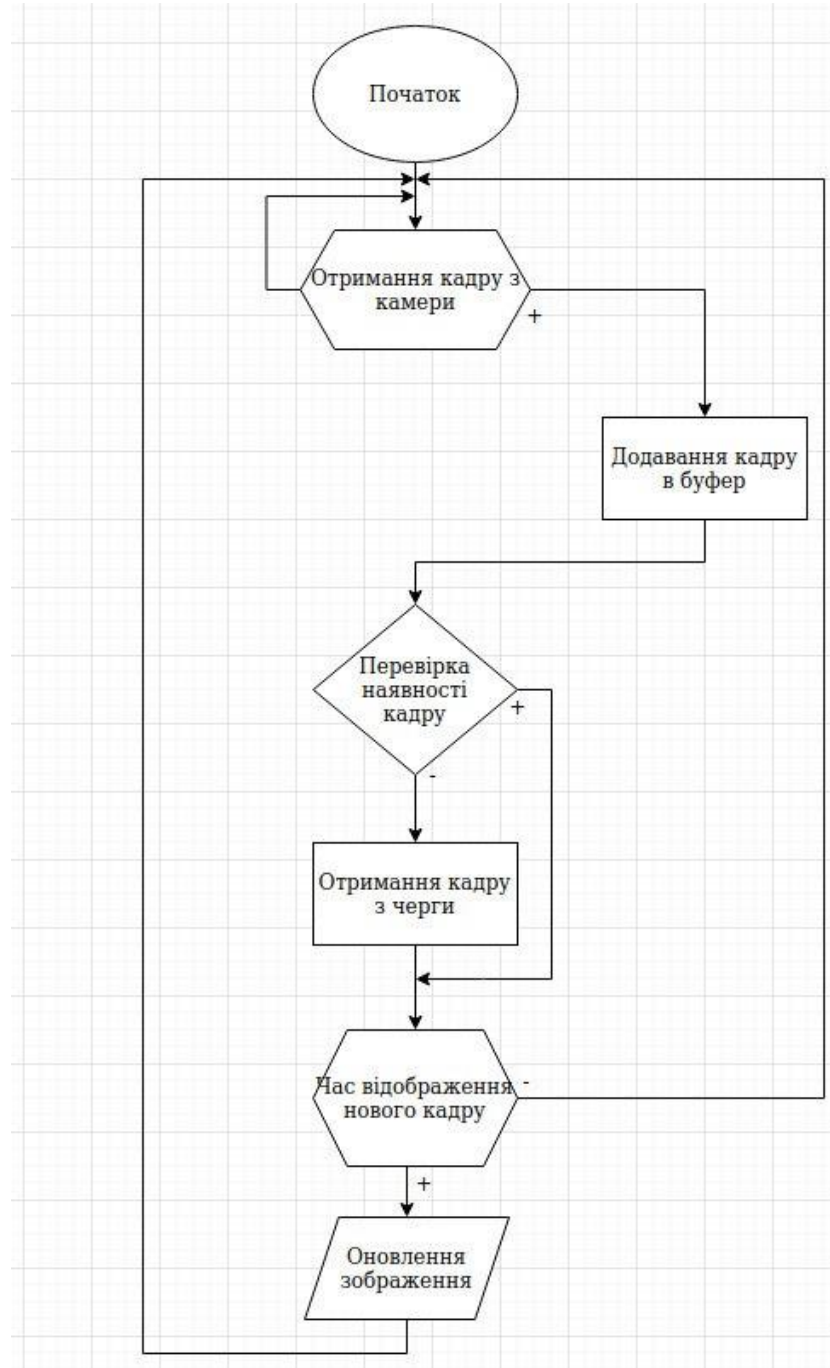 Початок
Отримання кадру з
камери
+
Додавання кадру
в буфер
Перевірка
наявності
кадру
+
-
Отримання кадру
з черги
Час відображення
нового кадру
-
+
Оновлення
зображення